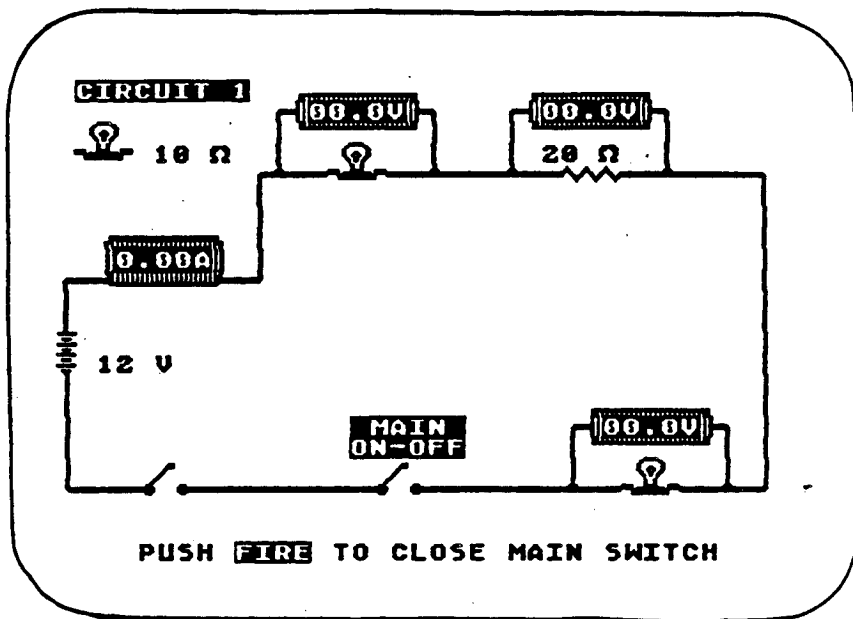 CIRCUIT 1
10 Ω
00.0V
00.0V
20 Ω
0.00A
12 V
MAIN
ON-OFF
00.0V
PUSH FIRE TO CLOSE MAIN SWITCH